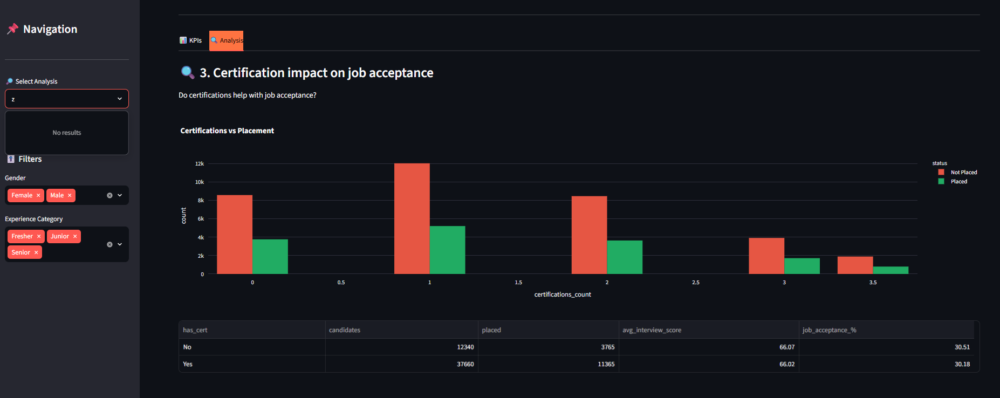 📌 Navigation
🔎 Select Analysis
z
No results
Filters
Gender
Female × Male ×
Experience Category
Fresher × Junior ×
Senior ×
📊 KPIs 🔍 Analysis
🔍 3. Certification impact on job acceptance
Do certifications help with job acceptance?
Certifications vs Placement
status
Not Placed
Placed
count
12k
10k
8k
6k
4k
2k
0
0 0.5 1 1.5 2 2.5 3 3.5
certifications_count
has_cert candidates placed avg_interview_score job_acceptance_%
No 12340 3765 66.07 30.51
Yes 37660 11365 66.02 30.18